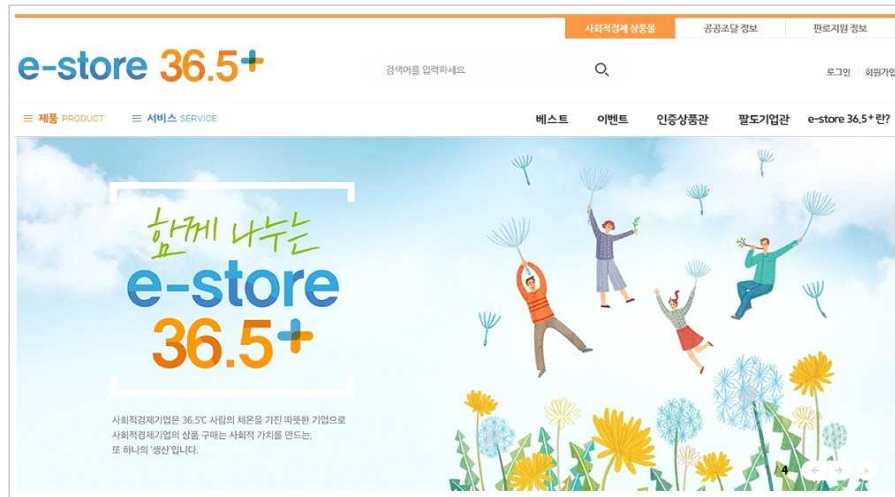 사회적경제 상품몰 공공조달 정보 판로지원 정보
e-store 36.5+
검색어를 입력하세요
로그인 회원가입
제품 PRODUCT 서비스 SERVICE 베스트 이벤트 인증상품관 팔도기업관 e-store 36.5+란?
함께 나누는
e-store
36.5+
사회적경제기업은 36.5℃ 사람의 체온을 가진 따뜻한 기업으로
사회적경제기업의 상품 구매는 사회적 가치를 만드는,
또 하나의 '생산'입니다.
4